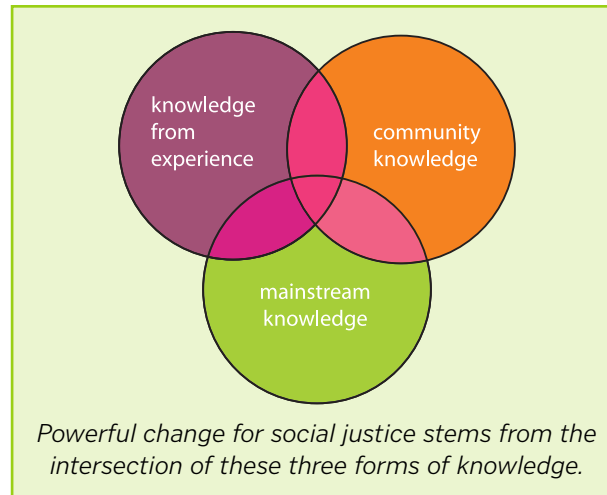 knowledge
from
experience
community
knowledge
mainstream
knowledge
Powerful change for social justice stems from the
intersection of these three forms of knowledge.